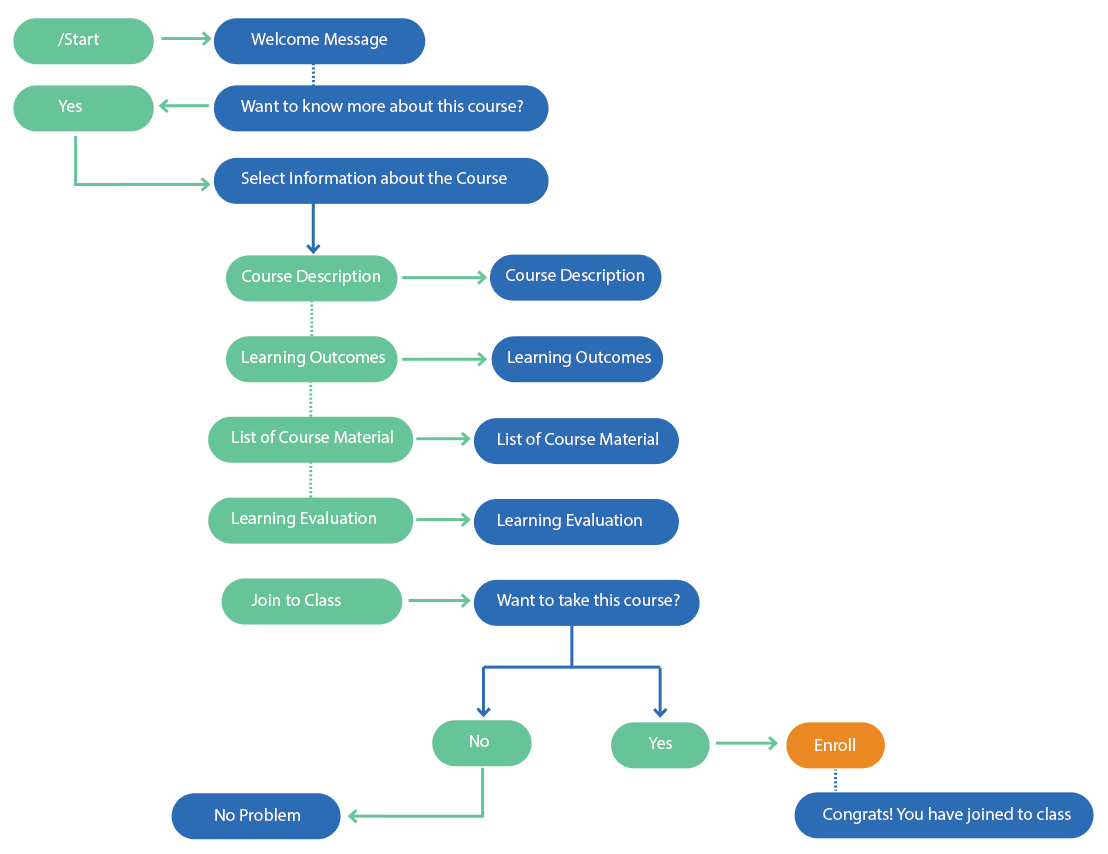 /Start
Welcome Message
Yes
Want to know more about this course?
Select Information about the Course
Course Description
Course Description
Learning Outcomes
Learning Outcomes
List of Course Material
List of Course Material
Learning Evaluation
Learning Evaluation
Join to Class
Want to take this course?
No
Yes
Enroll
No Problem
Congrats! You have joined to class